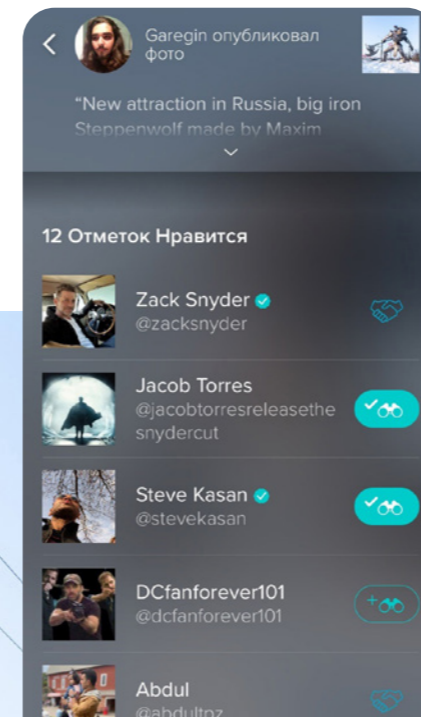 Garegin опубликовал
фото
“New attraction in Russia, big iron
Steppenwolf made by Maxim
12 Отметок Нравится
Zack Snyder
@zacksnyder
Jacob Torres
@jacobtorresreleasethe
snydercut
Steve Kasan
@stevekasan
DCfanforever101
@dcfanforever101
Abdul
@abdultpz